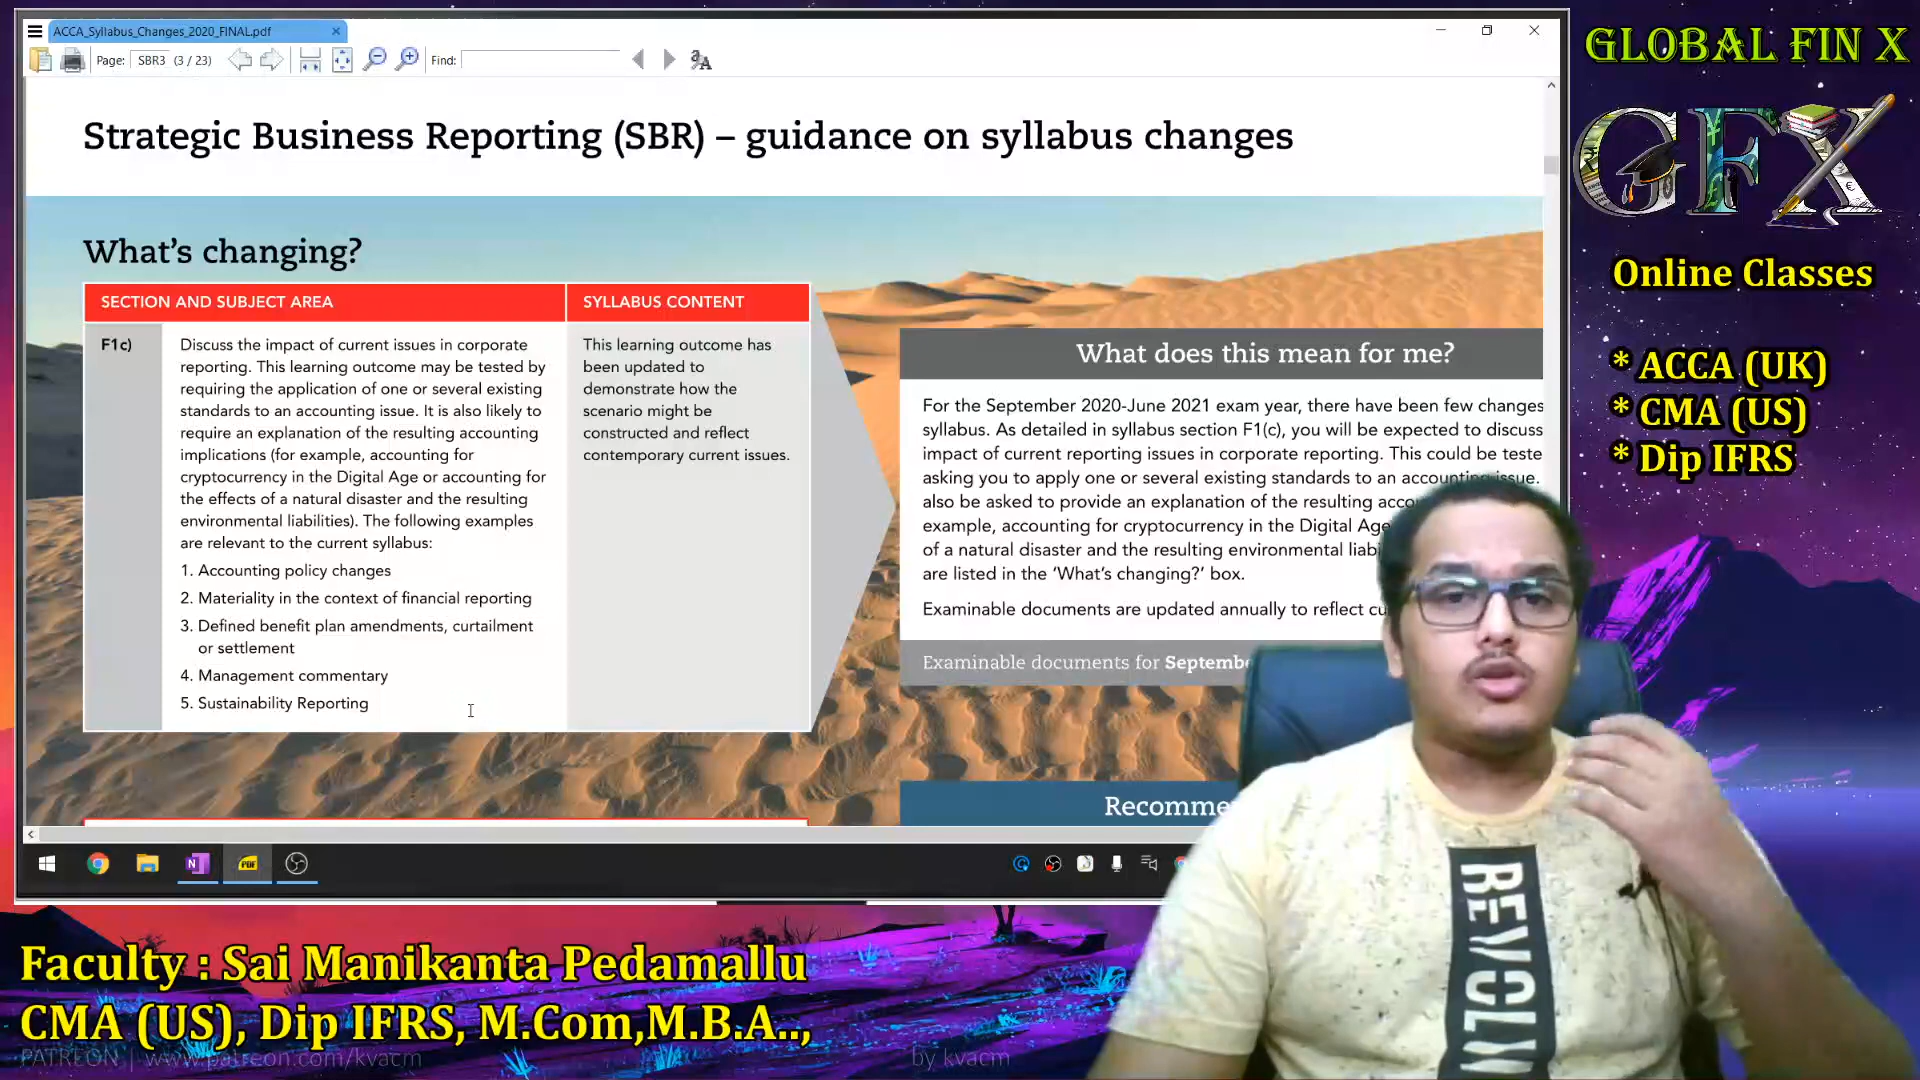 ACCA_Syllabus_Changes_2020_FINAL.pdf
Page: SBR3 (3 / 23) Find:
Strategic Business Reporting (SBR) – guidance on syllabus changes
What's changing?
SECTION AND SUBJECT AREA
SYLLABUS CONTENT
F1c)
Discuss the impact of current issues in corporate
reporting. This learning outcome may be tested by
requiring the application of one or several existing
standards to an accounting issue. It is also likely to
require an explanation of the resulting accounting
implications (for example, accounting for
cryptocurrency in the Digital Age or accounting for
the effects of a natural disaster and the resulting
environmental liabilities). The following examples
are relevant to the current syllabus:
1. Accounting policy changes
2. Materiality in the context of financial reporting
3. Defined benefit plan amendments, curtailment
or settlement
4. Management commentary
5. Sustainability Reporting
This learning outcome has
been updated to
demonstrate how the
scenario might be
constructed and reflect
contemporary current issues.
What does this mean for me?
For the September 2020-June 2021 exam year, there have been few changes
syllabus. As detailed in syllabus section F1(c), you will be expected to discuss
impact of current reporting issues in corporate reporting. This could be teste
asking you to apply one or several existing standards to an accounting issue.
also be asked to provide an explanation of the resulting acco
example, accounting for cryptocurrency in the Digital Age
of a natural disaster and the resulting environmental liab
are listed in the 'What's changing?' box.
Examinable documents are updated annually to reflect cu
Examinable documents for Septembe
Recomme
GLOBAL FIN X
GFX
Online Classes
* ACCA (UK)
* CMA (US)
* Dip IFRS
Faculty : Sai Manikanta Pedamallu
CMA (US), Dip IFRS, M.Com,M.B.A..,
PATREON | www.patreon.com/kvacm
by kvacm
REVOLU